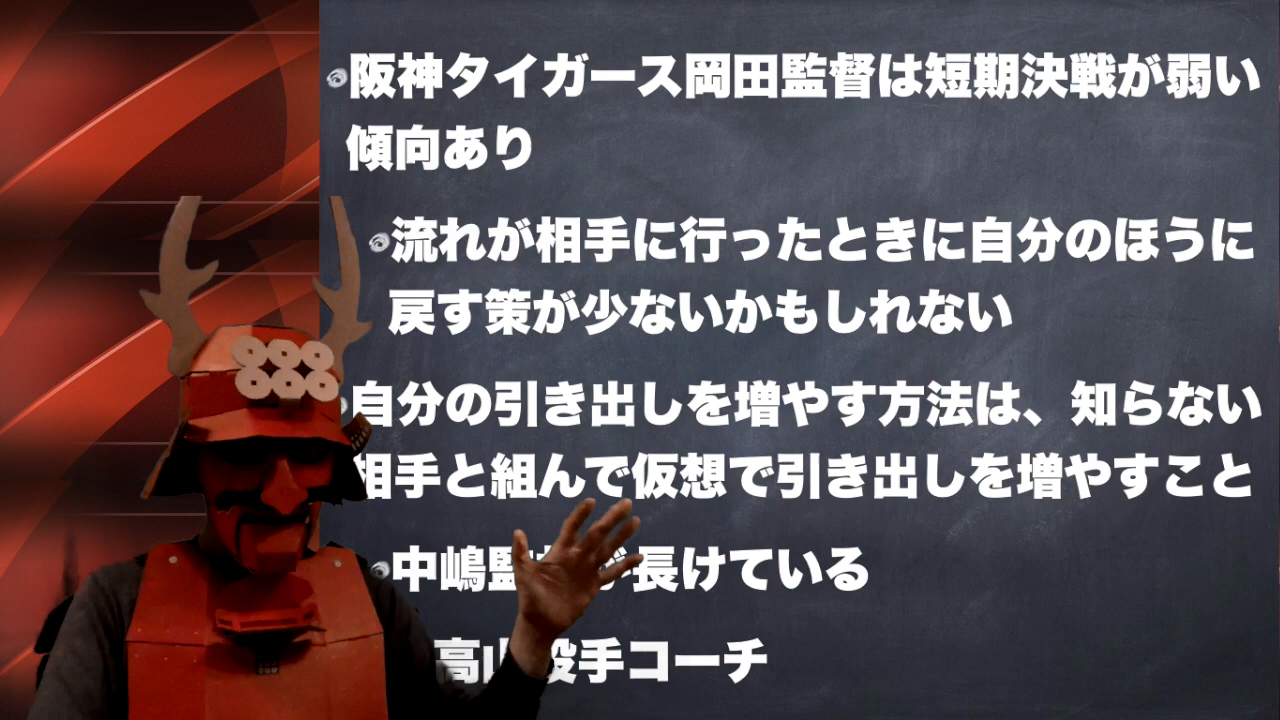 阪神タイガース岡田監督は短期決戦が弱い
傾向あり
流れが相手に行ったときに自分のほうに
戻す策が少ないかもしれない
自分の引き出しを増やす方法は、知らない
相手と組んで仮想で引き出しを増やすこと
中嶋監督が長けている
高山投手コーチ